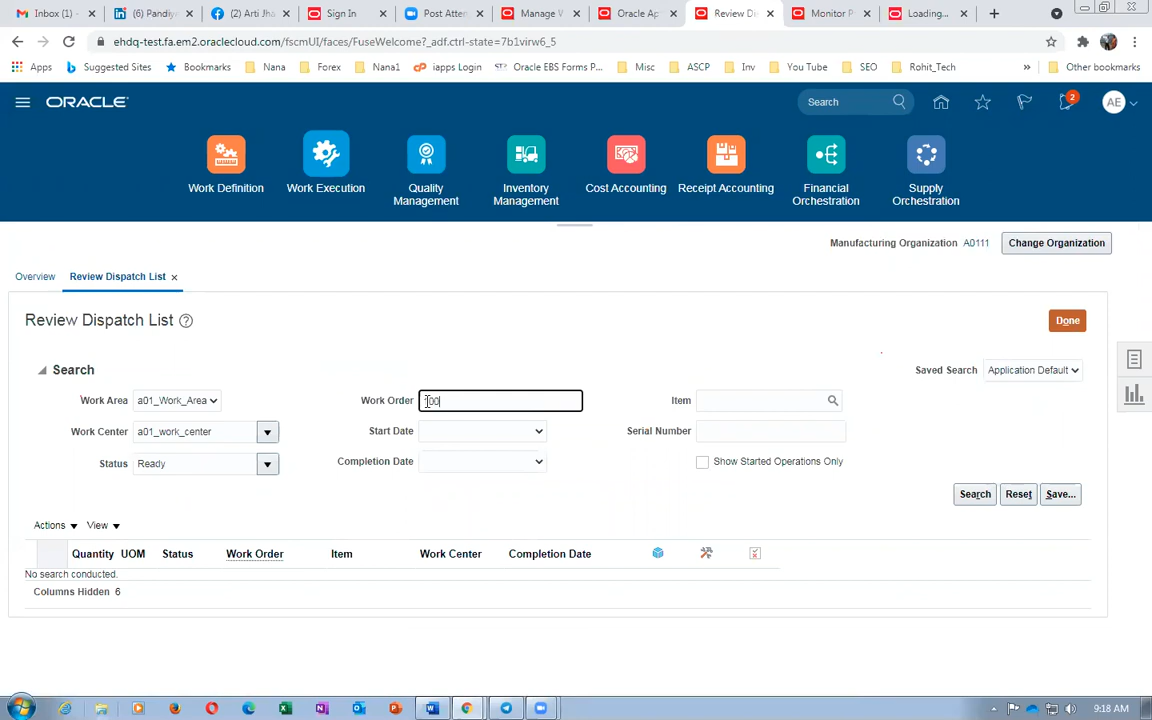 Inbox (1) -
(6) Pandiya
(2) Arti Jha
Sign In
Post Atten
Manage W
Oracle Ap
Review Dis
Monitor P
Loading...
ehdq-test.fa.em2.oraclecloud.com/fscmUI/faces/FuseWelcome?_adf.ctrl-state=7b1virw6_5
Apps Suggested Sites Bookmarks Nana Forex Nana1 iapps Login Oracle EBS Forms P... Misc ASCP Inv You Tube SEO Rohit_Tech » Other bookmarks
ORACLE Search 2 AE
Work Definition
Work Execution
Quality Management
Inventory Management
Cost Accounting
Receipt Accounting
Financial Orchestration
Supply Orchestration
Manufacturing Organization A0111 Change Organization
Overview Review Dispatch List
Review Dispatch List Done
Search Saved Search Application Default
Work Area a01_Work_Area Work Order Item
Work Center a01_work_center Start Date Serial Number
Status Ready Completion Date Show Started Operations Only
Search Reset Save...
Actions View
Quantity UOM Status Work Order Item Work Center Completion Date
No search conducted.
Columns Hidden 6
9:18 AM